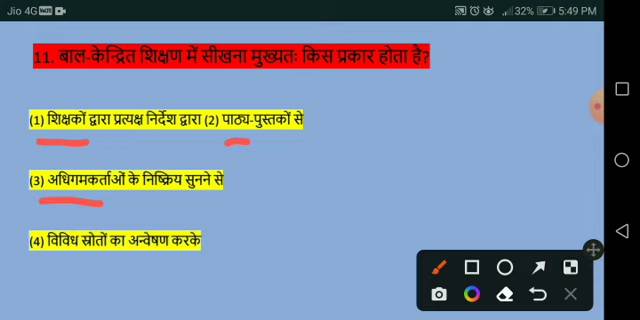 Jio 4G VoLTE 32% 5:49 PM
11. बाल-केन्द्रित शिक्षण में सीखना मुख्यतः किस प्रकार होता है?
(1) शिक्षकों द्वारा प्रत्यक्ष निर्देश द्वारा (2) पाठ्य-पुस्तकों से
(3) अधिगमकर्ताओं के निष्क्रिय सुनने से
(4) विविध स्रोतों का अन्वेषण करके